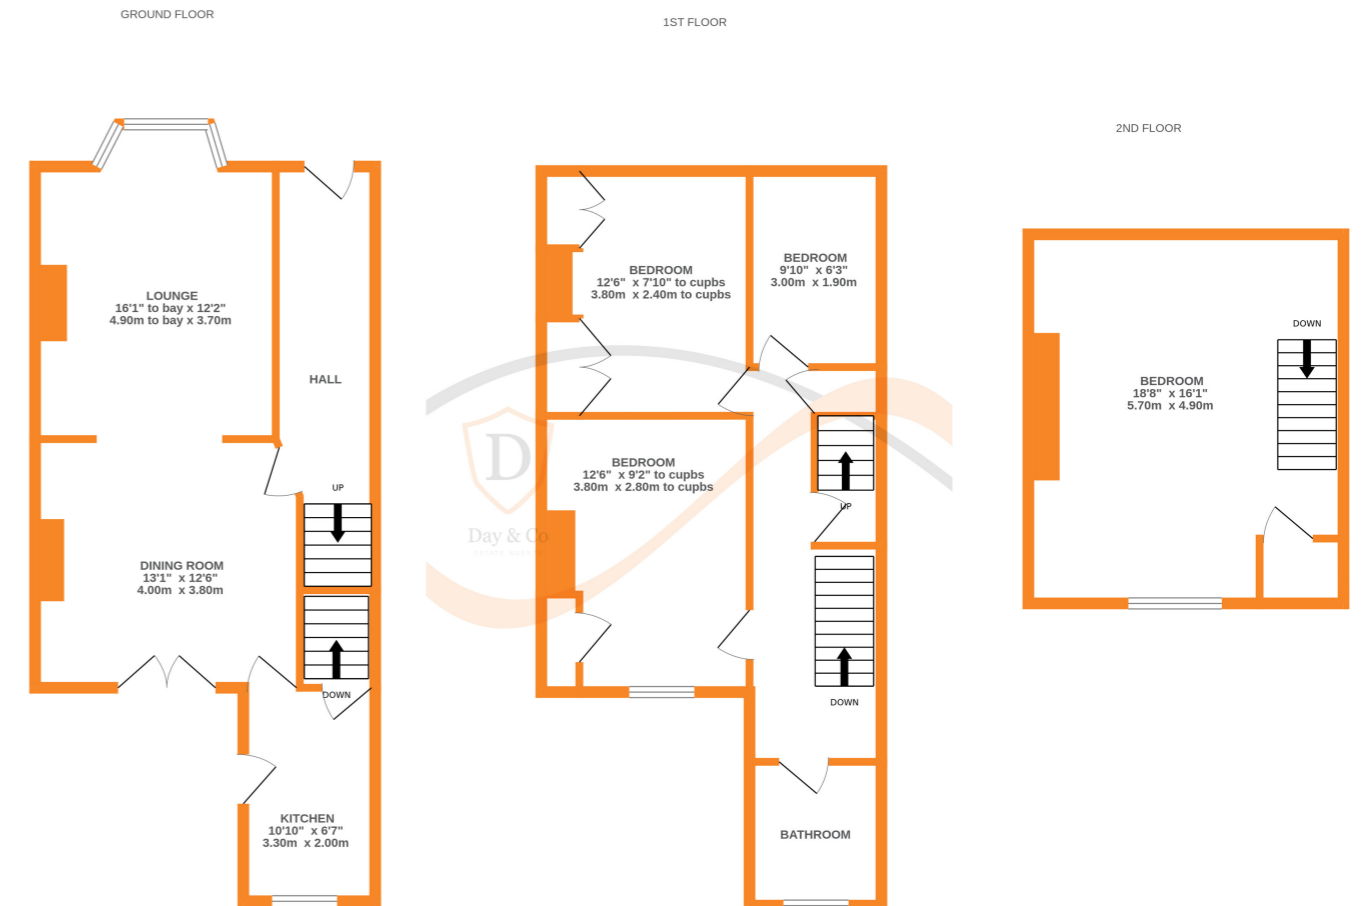 GROUND FLOOR
LOUNGE
16'1" to bay x 12'2"
4.90m to bay x 3.70m
HALL
UP
DINING ROOM
13'1" x 12'6"
4.00m x 3.80m
DOWN
KITCHEN
10'10" x 6'7"
3.30m x 2.00m
1ST FLOOR
BEDROOM
12'6" x 7'10" to cupbs
3.80m x 2.40m to cupbs
BEDROOM
9'10" x 6'3"
3.00m x 1.90m
BEDROOM
12'6" x 9'2" to cupbs
3.80m x 2.80m to cupbs
UP
D
Day & Co
ESTATE AGENTS
DOWN
BATHROOM
2ND FLOOR
DOWN
BEDROOM
18'8" x 16'1"
5.70m x 4.90m